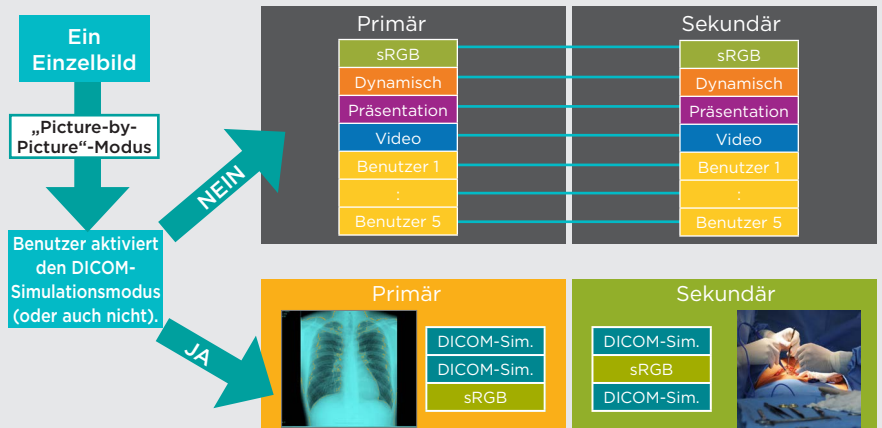 Ein
Einzelbild
„Picture-by-
Picture“-Modus
Benutzer aktiviert
den DICOM-
Simulationsmodus
(oder auch nicht).
NEIN
JA
Primär
sRGB
Dynamisch
Präsentation
Video
Benutzer 1
:
Benutzer 5
Sekundär
sRGB
Dynamisch
Präsentation
Video
Benutzer 1
:
Benutzer 5
Primär
DICOM-Sim.
DICOM-Sim.
sRGB
Sekundär
DICOM-Sim.
sRGB
DICOM-Sim.